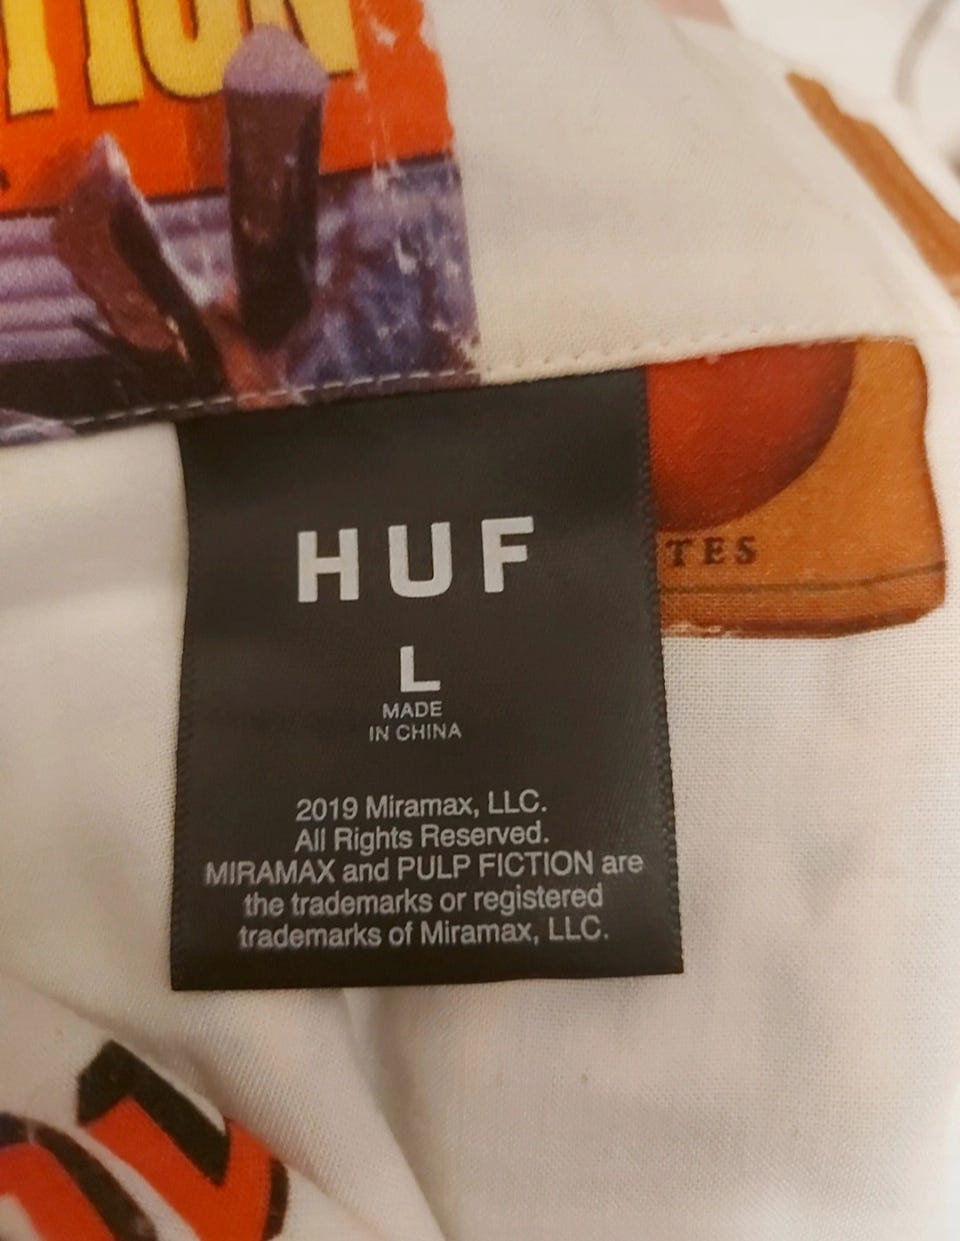 TION
TES
HUF
L
MADE
IN CHINA
2019 Miramax, LLC.
All Rights Reserved.
MIRAMAX and PULP FICTION are
the trademarks or registered
trademarks of Miramax, LLC.